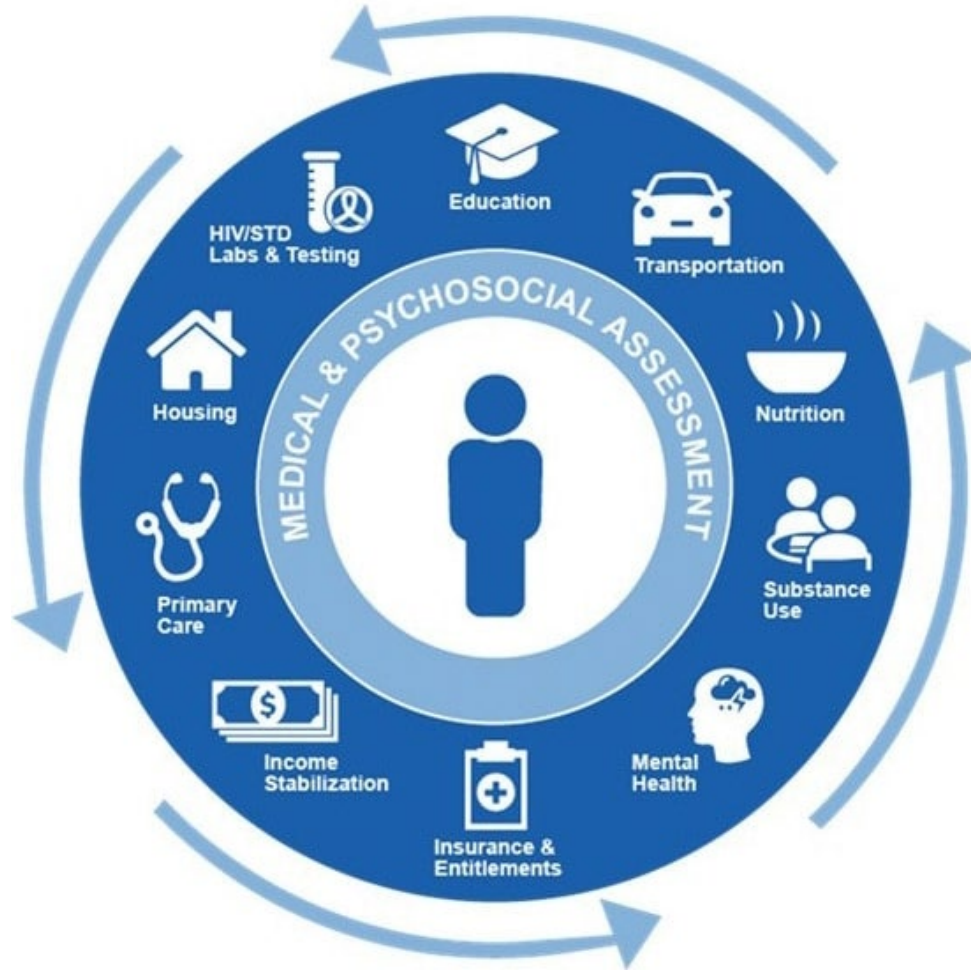 Education
HIV/STD
Labs & Testing
Transportation
MEDICAL & PSYCHOSOCIAL ASSESSMENT
Housing
Nutrition
Primary
Care
Substance
Use
Income
Stabilization
Mental
Health
Insurance &
Entitlements
$